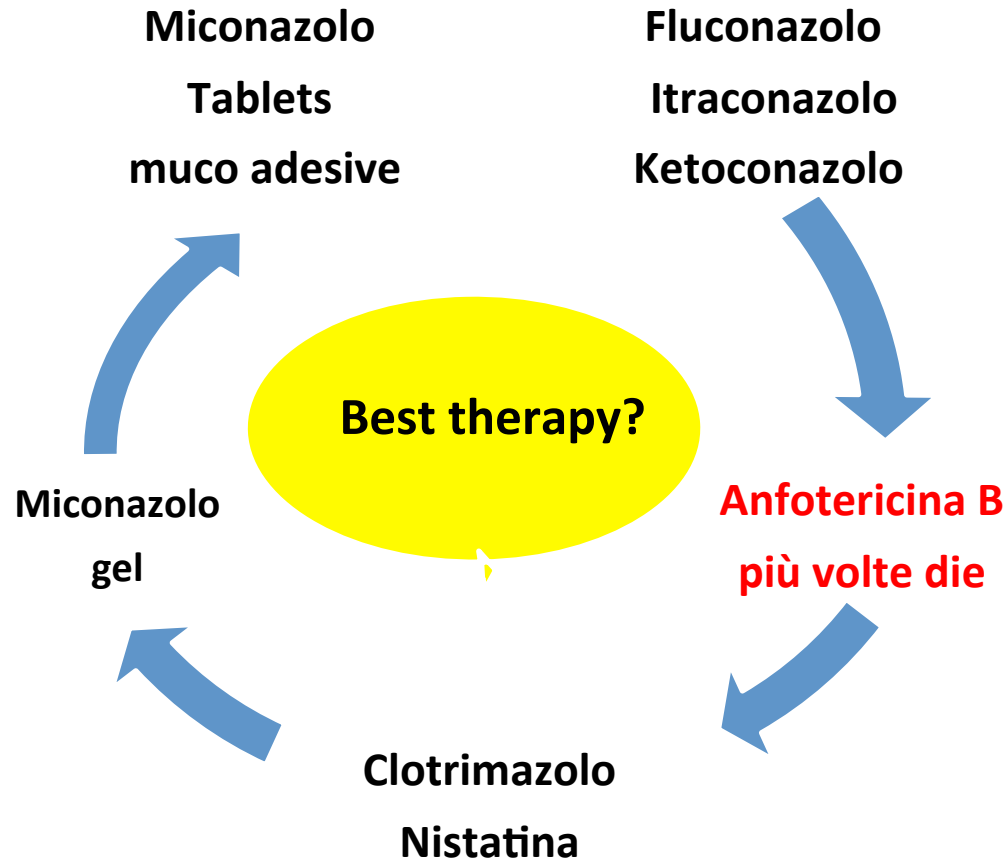 Miconazolo
Tablets
muco adesive
Fluconazolo
Itraconazolo
Ketoconazolo
Best therapy?
Anfotericina B
più volte die
Clotrimazolo
Nistatina
Miconazolo
gel